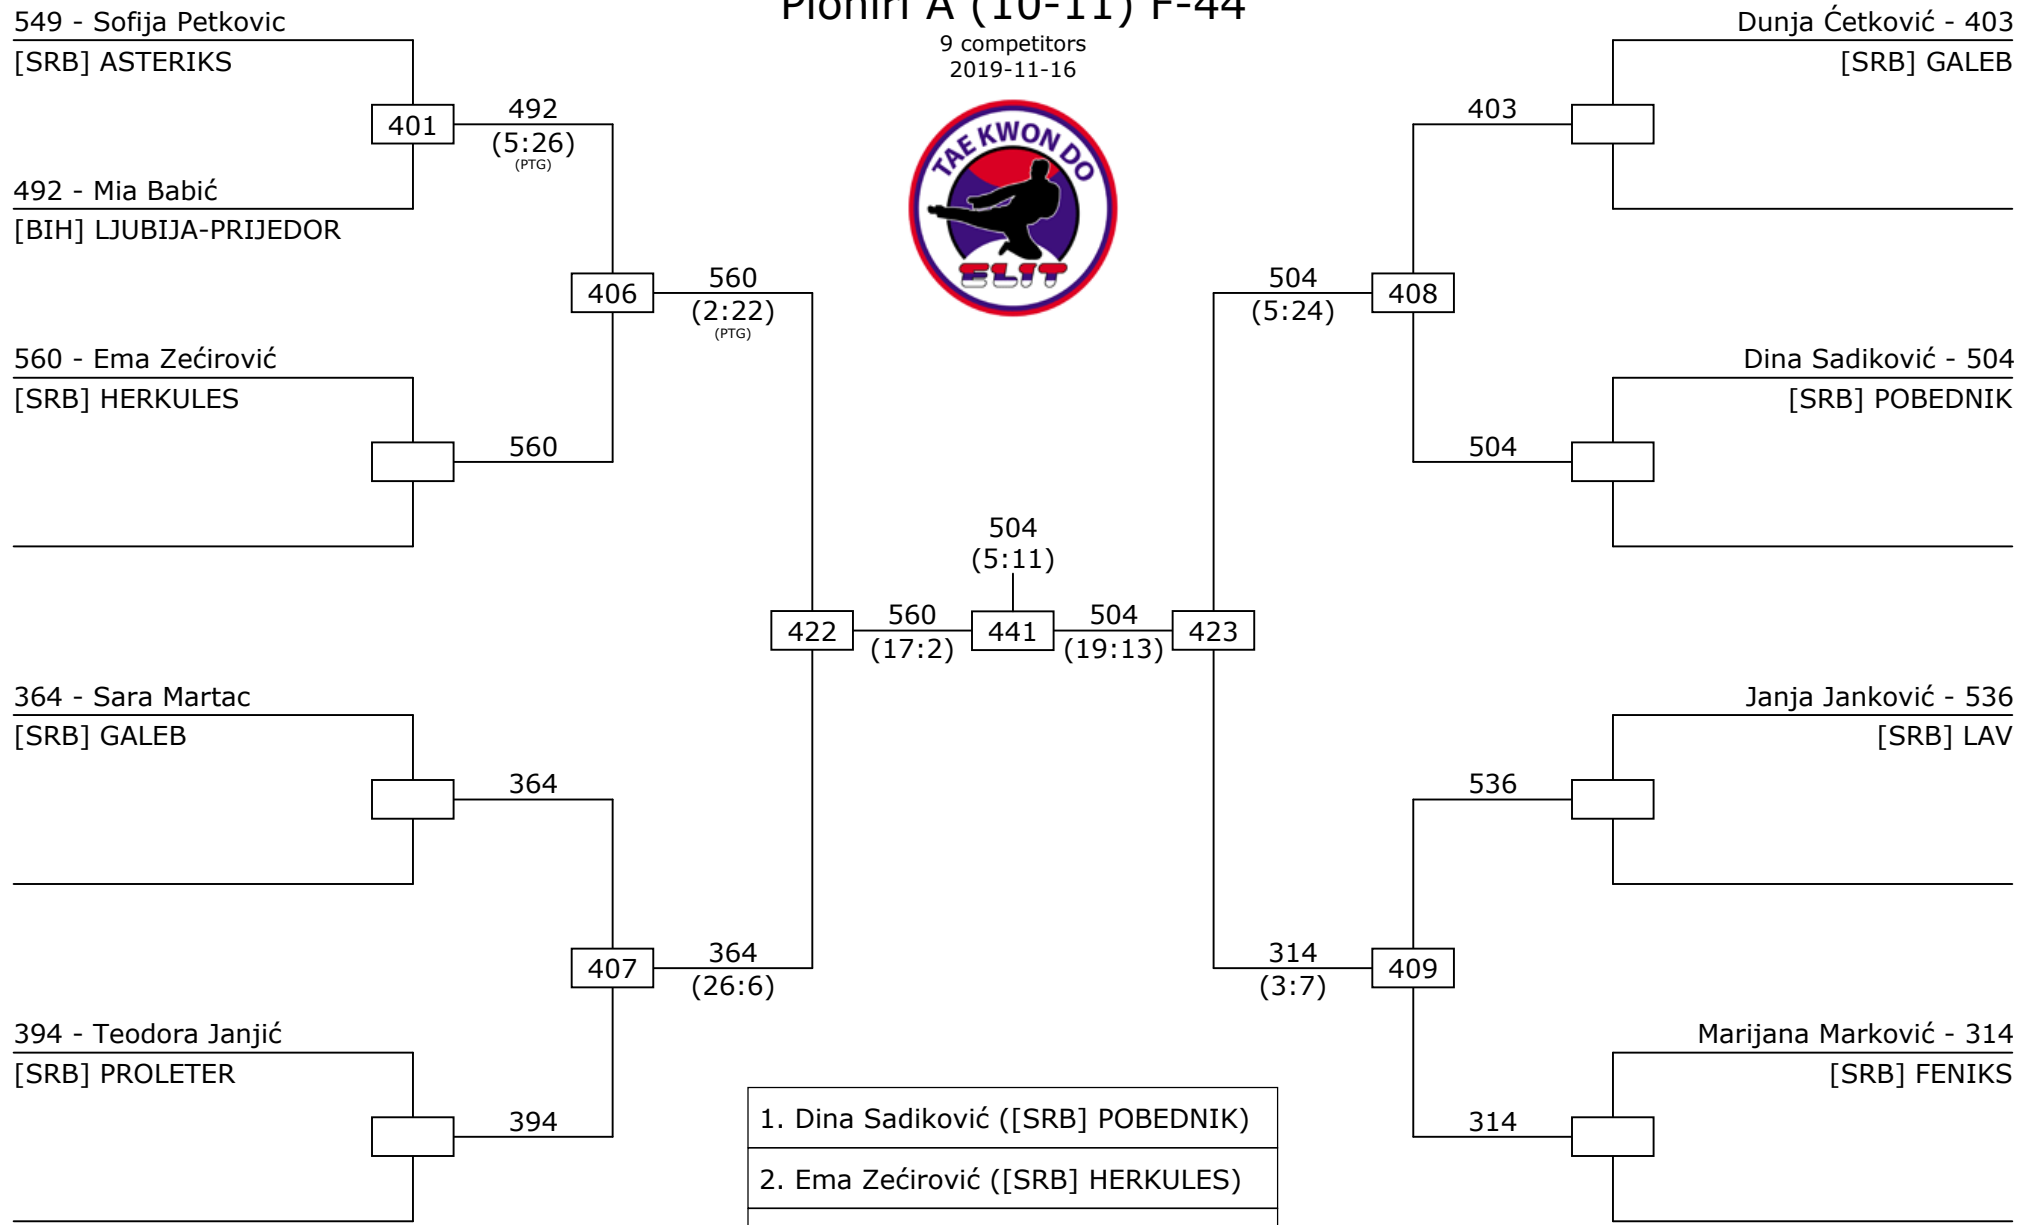 Pioniri A (10-11) F-44
9 competitors
2019-11-16
TAE KWON DO
ELIT
549 - Sofija Petkovic
[SRB] ASTERIKS
401
492
(5:26)
(PTG)
492 - Mia Babić
[BIH] LJUBIJA-PRIJEDOR
406
560
(2:22)
(PTG)
560 - Ema Zećirović
[SRB] HERKULES
560
364 - Sara Martac
[SRB] GALEB
364
407
364
(26:6)
394 - Teodora Janjić
[SRB] PROLETER
394
422
560
(17:2)
504
(5:11)
441
504
(19:13)
423
Dunja Ćetković - 403
[SRB] GALEB
403
504
(5:24)
408
Dina Sadiković - 504
[SRB] POBEDNIK
504
Janja Janković - 536
[SRB] LAV
536
314
(3:7)
409
Marijana Marković - 314
[SRB] FENIKS
314
1. Dina Sadiković ([SRB] POBEDNIK)
2. Ema Zećirović ([SRB] HERKULES)